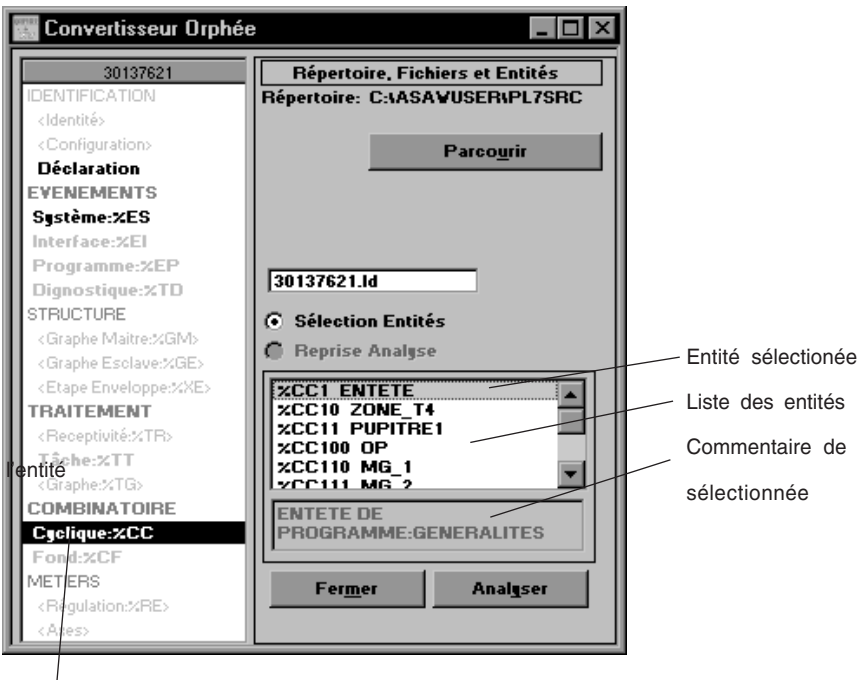 Convertisseur Orphée
30137621
IDENTIFICATION
<Identité>
<Configuration>
Déclaration
EVENEMENTS
Système:%ES
Interface:%EI
Programme:%EP
Dignostique:%TD
STRUCTURE
<Graphe Maitre:%GM>
<Graphe Esclave:%GE>
<Etape Enveloppe:%XE>
TRAITEMENT
<Receptivité:%TR>
Tâche:%TT
l'entité
<Graphe:%TG>
COMBINATOIRE
Cyclique:%CC
Fond:%CF
METIERS
<Régulation:%RE>
<Axes>
Répertoire, Fichiers et Entités
Répertoire: C:\ASA\USER\PL7SRC
Parcourir
30137621.ld
Sélection Entités
Reprise Analyse
%CC1 ENTETE
%CC10 ZONE_T4
%CC11 PUPITRE1
%CC100 OP
%CC110 MG_1
%CC111 MG_2
ENTETE DE
PROGRAMME:GENERALITES
Fermer
Analyser
Entité sélectionée
Liste des entités
Commentaire de
sélectionnée